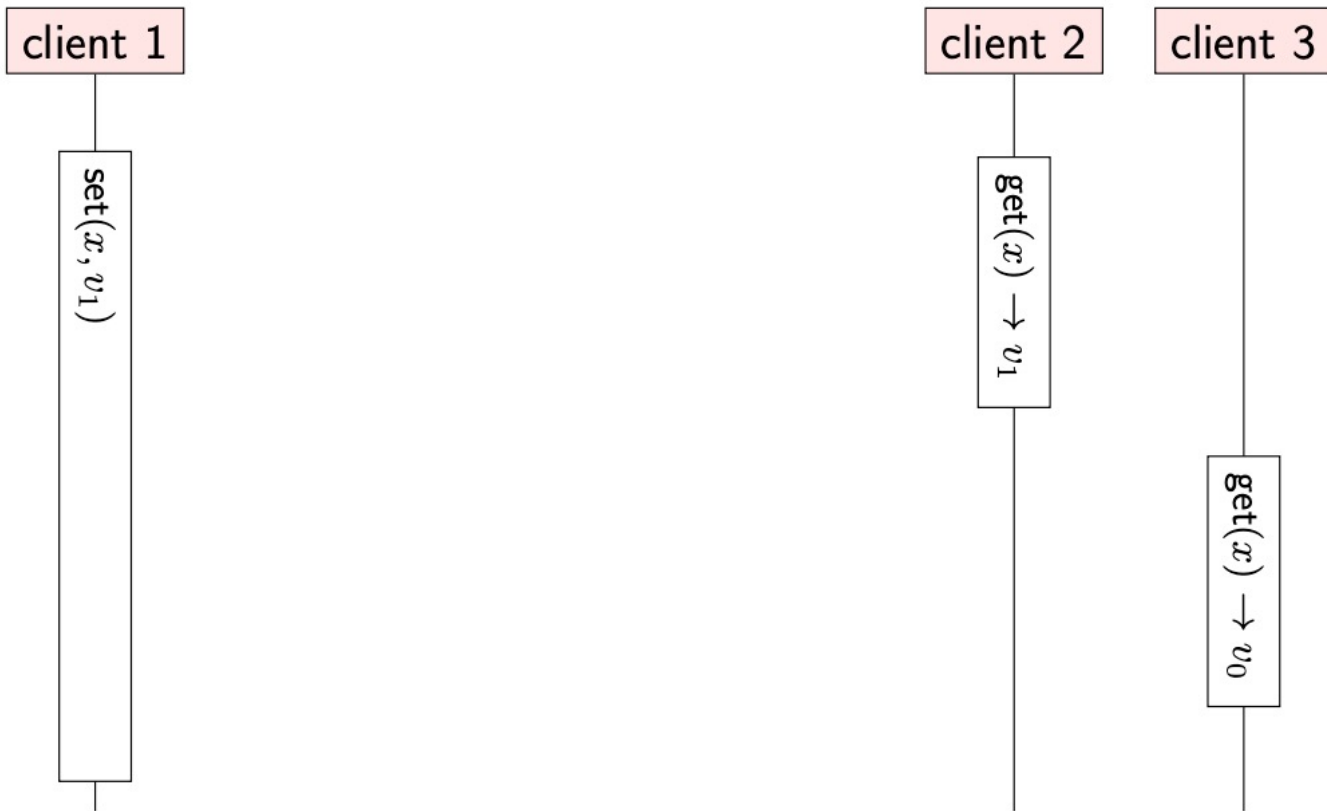 client 1
client 2
client 3
set(x, v₁)
get(x) → v₁
get(x) → v₀